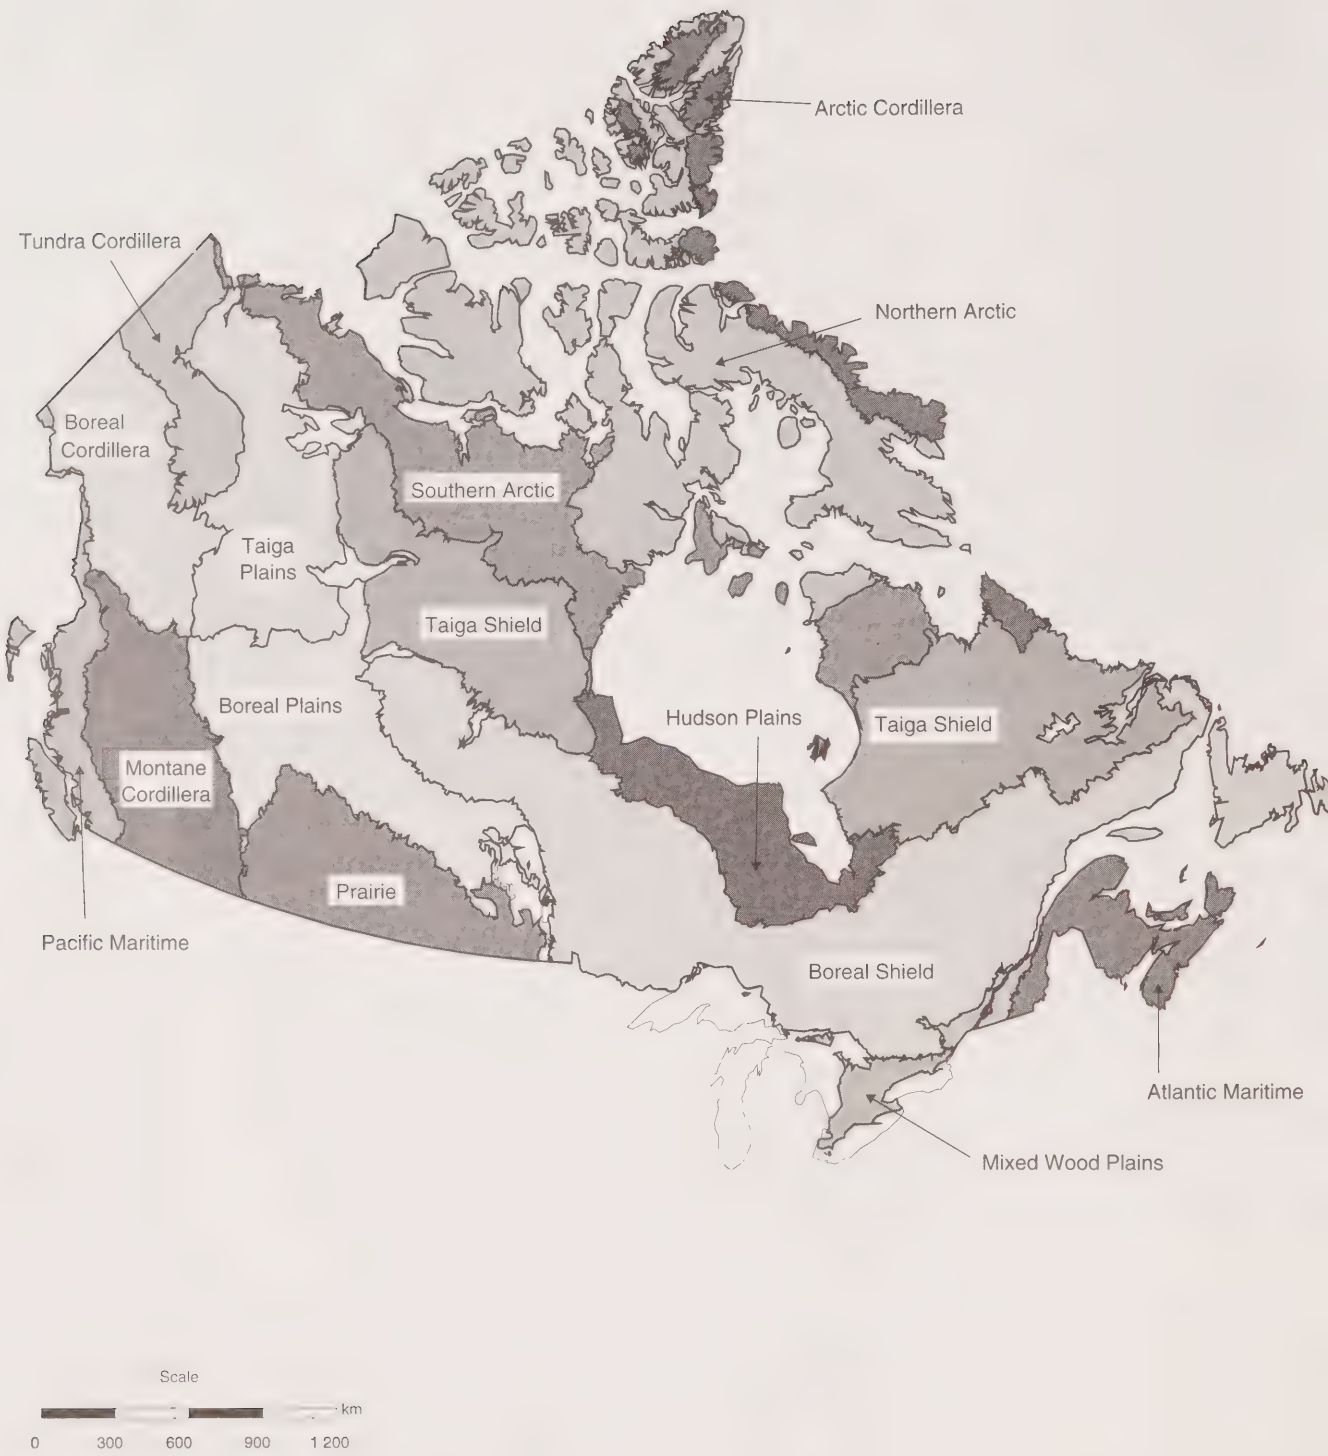 Arctic Cordillera
Tundra Cordillera
Northern Arctic
Boreal
Cordillera
Southern Arctic
Taiga
Plains
Taiga Shield
Boreal Plains
Hudson Plains
Taiga Shield
Montane
Cordillera
Prairie
Pacific Maritime
Boreal Shield
Atlantic Maritime
Mixed Wood Plains
Scale
km
0 300 600 900 1 200